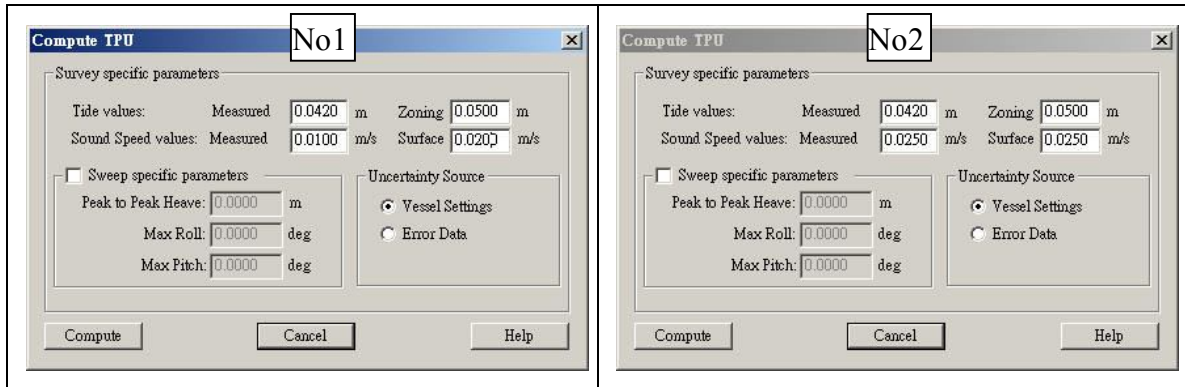 No1
Compute TPU
Survey specific parameters
Tide values: Measured 0.0420 m Zoning 0.0500 m
Sound Speed values: Measured 0.0100 m/s Surface 0.020 m/s
Sweep specific parameters
Peak to Peak Heave: 0.0000 m
Max Roll: 0.0000 deg
Max Pitch: 0.0000 deg
Uncertainty Source
Vessel Settings
Error Data
Compute Cancel Help
No2
Compute TPU
Survey specific parameters
Tide values: Measured 0.0420 m Zoning 0.0500 m
Sound Speed values: Measured 0.0250 m/s Surface 0.0250 m/s
Sweep specific parameters
Peak to Peak Heave: 0.0000 m
Max Roll: 0.0000 deg
Max Pitch: 0.0000 deg
Uncertainty Source
Vessel Settings
Error Data
Compute Cancel Help